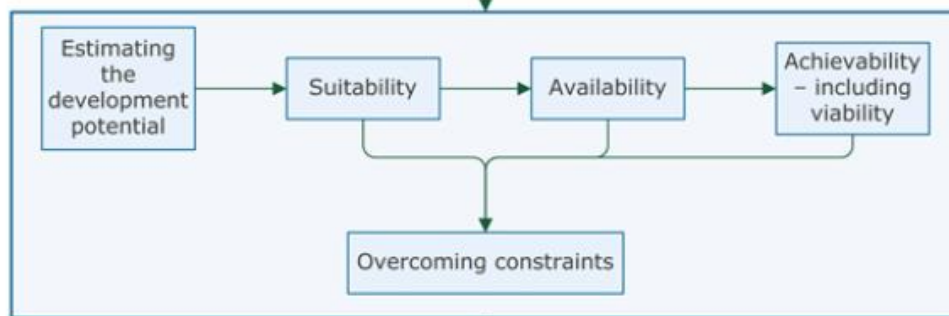 Estimating
the
development
potential
Suitability
Availability
Achievability
– including
viability
Overcoming constraints